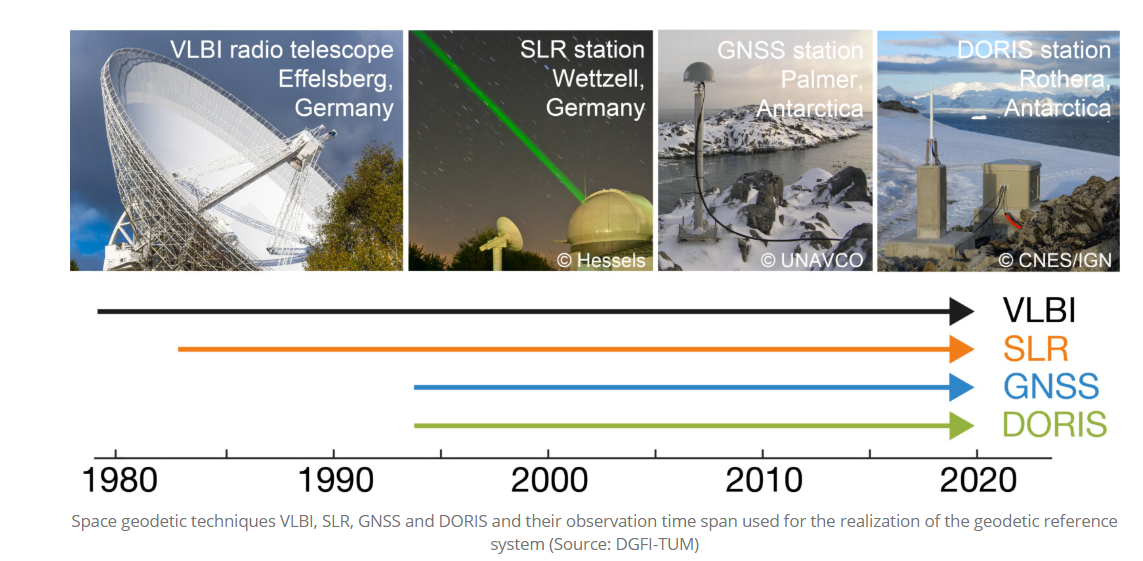 VLBI radio telescope
Effelsberg,
Germany
SLR station
Wettzell,
Germany
© Hessels
GNSS station
Palmer,
Antarctica
© UNAVCO
DORIS station
Rothera,
Antarctica
© CNES/IGN
VLBI
SLR
GNSS
DORIS
1980 1990 2000 2010 2020
Space geodetic techniques VLBI, SLR, GNSS and DORIS and their observation time span used for the realization of the geodetic reference
system (Source: DGFI-TUM)